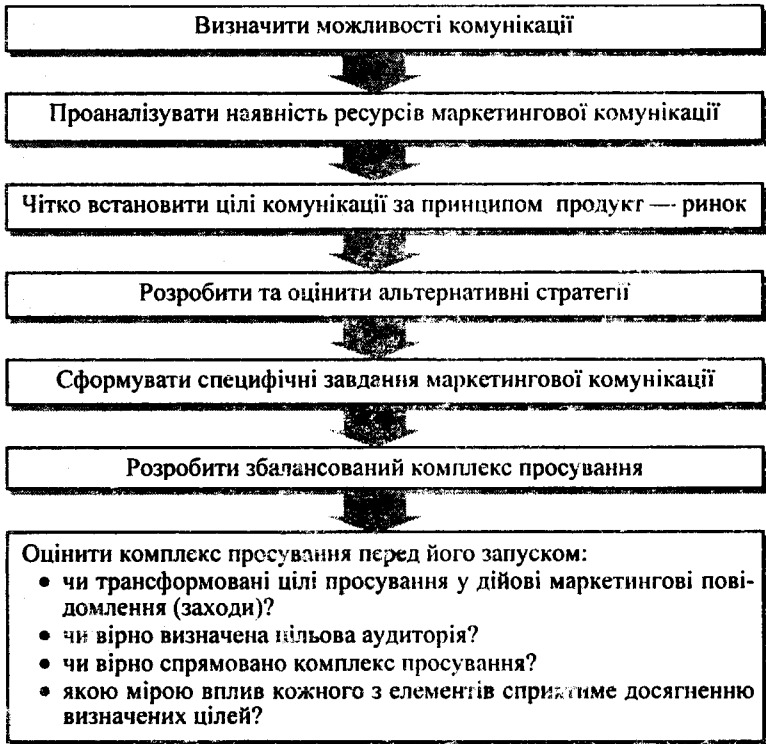 Визначити можливості комунікації
Проаналізувати наявність ресурсів маркетингової комунікації
Чітко встановити цілі комунікації за принципом продукт — ринок
Розробити та оцінити альтернативні стратегії
Сформувати специфічні завдання маркетингової комунікації
Розробити збалансований комплекс просування
Оцінити комплекс просування перед його запуском:
• чи трансформовані цілі просування у дійові маркетингові пові-
домлення (заходи)?
• чи вірно визначена цільова аудиторія?
• чи вірно спрямовано комплекс просування?
• якою мірою вплив кожного з елементів сприятиме досягненню
визначених цілей?